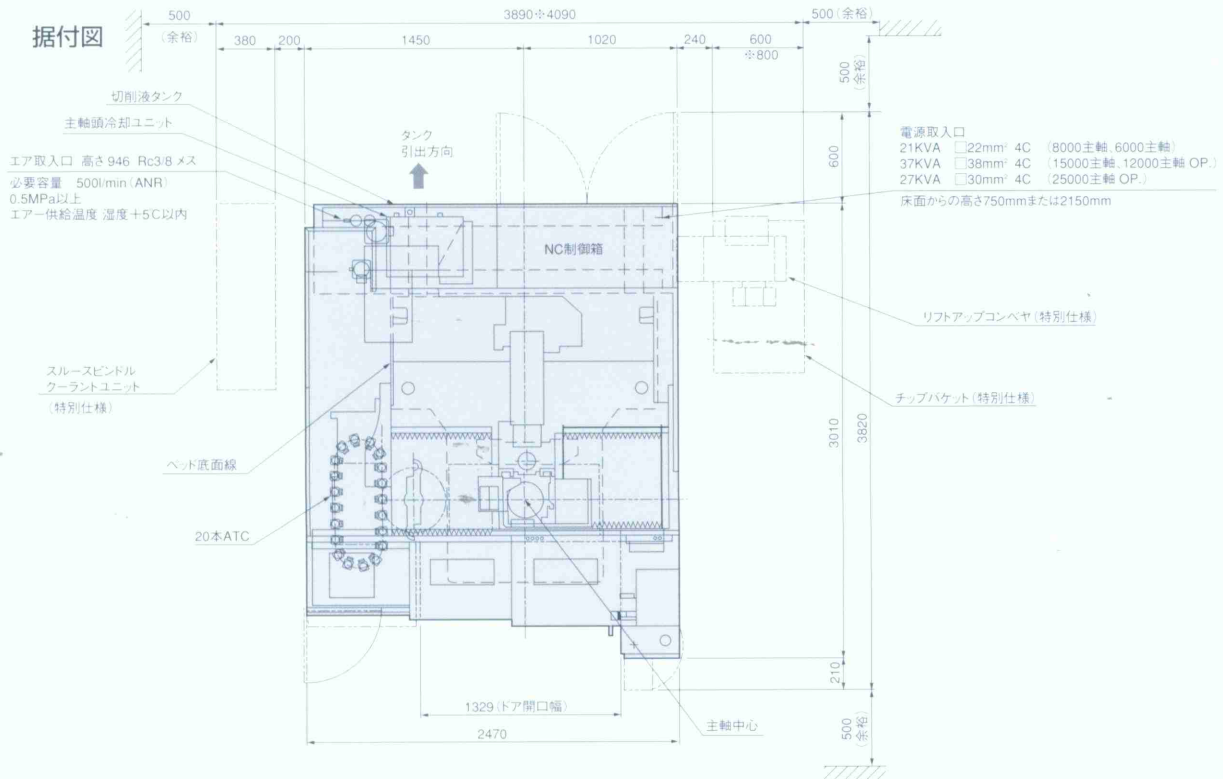 据付図
500
(余裕)
3890※4090
500(余裕)
380
200
1450
1020
240
600
※800
500
(余裕)
切削液タンク
主軸頭冷却ユニット
タンク
引出方向
エア取入口 高さ946 Rc3/8 メス
必要容量 500l/min(ANR)
0.5MPa以上
エアー供給温度 湿度+5℃以内
電源取入口
21KVA □22mm² 4C (8000主軸、6000主軸)
37KVA □38mm² 4C (15000主軸、12000主軸 OP.)
27KVA □30mm² 4C (25000主軸 OP.)
床面からの高さ750mmまたは2150mm
600
NC制御箱
リフトアップコンベヤ(特別仕様)
スルースピンドル
クーラントユニット
(特別仕様)
チップバケット(特別仕様)
3010
3820
ベッド底面線
20本ATC
210
1329(ドア開口幅)
主軸中心
2470
500
(余裕)